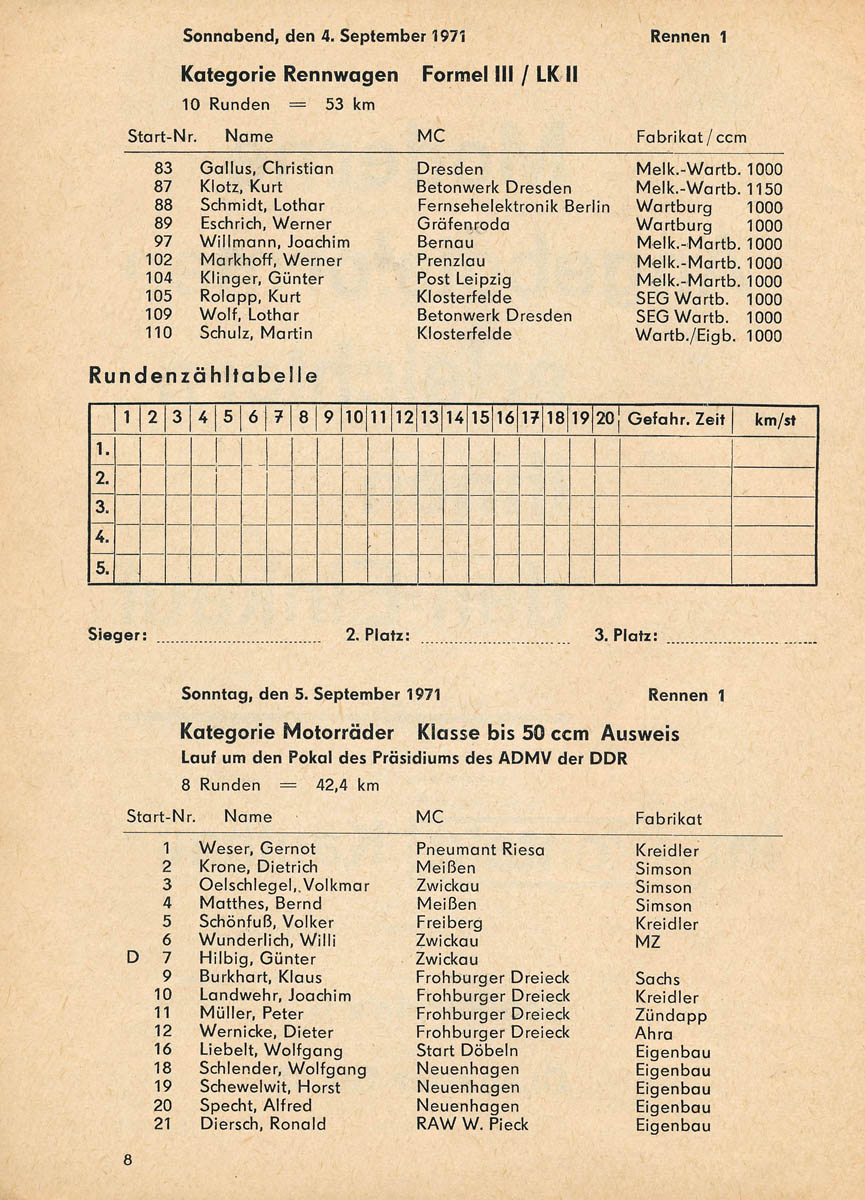 Sonnabend, den 4. September 1971 Rennen 1
Kategorie Rennwagen Formel III / LK II
10 Runden = 53 km
Start-Nr. Name MC Fabrikat / ccm
83 Gallus, Christian Dresden Melk.-Wartb. 1000
87 Klotz, Kurt Betonwerk Dresden Melk.-Wartb. 1150
88 Schmidt, Lothar Fernsehelektronik Berlin Wartburg 1000
89 Eschrich, Werner Gräfenroda Wartburg 1000
97 Willmann, Joachim Bernau Melk.-Martb. 1000
102 Markhoff, Werner Prenzlau Melk.-Martb. 1000
104 Klinger, Günter Post Leipzig Melk.-Martb. 1000
105 Rolapp, Kurt Klosterfelde SEG Wartb. 1000
109 Wolf, Lothar Betonwerk Dresden SEG Wartb. 1000
110 Schulz, Martin Klosterfelde Wartb./Eigb. 1000
Rundenzähltabelle
1 2 3 4 5 6 7 8 9 10 11 12 13 14 15 16 17 18 19 20 Gefahr. Zeit km/st
1.
2.
3.
4.
5.
Sieger: 2. Platz: 3. Platz:
Sonntag, den 5. September 1971 Rennen 1
Kategorie Motorräder Klasse bis 50 ccm Ausweis
Lauf um den Pokal des Präsidiums des ADMV der DDR
8 Runden = 42,4 km
Start-Nr. Name MC Fabrikat
1 Weser, Gernot Pneumant Riesa Kreidler
2 Krone, Dietrich Meißen Simson
3 Oelschlegel, Volkmar Zwickau Simson
4 Matthes, Bernd Meißen Simson
5 Schönfuß, Volker Freiberg Kreidler
6 Wunderlich, Willi Zwickau MZ
D 7 Hilbig, Günter Zwickau
9 Burkhart, Klaus Frohburger Dreieck Sachs
10 Landwehr, Joachim Frohburger Dreieck Kreidler
11 Müller, Peter Frohburger Dreieck Zündapp
12 Wernicke, Dieter Frohburger Dreieck Ahra
16 Liebelt, Wolfgang Start Döbeln Eigenbau
18 Schlender, Wolfgang Neuenhagen Eigenbau
19 Schewelwit, Horst Neuenhagen Eigenbau
20 Specht, Alfred Neuenhagen Eigenbau
21 Diersch, Ronald RAW W. Pieck Eigenbau
8